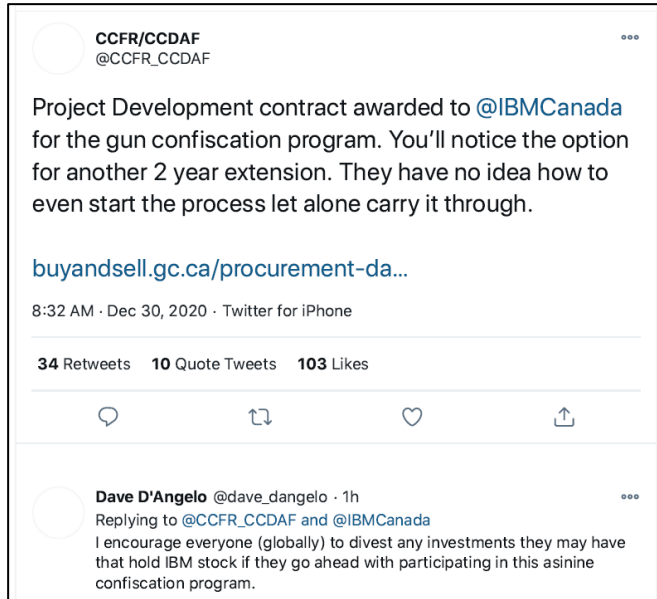 CCFR/CCDAF
@CCFR_CCDAF
Project Development contract awarded to @IBMCanada
for the gun confiscation program. You’ll notice the option
for another 2 year extension. They have no idea how to
even start the process let alone carry it through.
buyandsell.gc.ca/procurement-da...
8:32 AM · Dec 30, 2020 · Twitter for iPhone
34 Retweets 10 Quote Tweets 103 Likes
Dave D'Angelo @dave_dangelo · 1h
Replying to @CCFR_CCDAF and @IBMCanada
I encourage everyone (globally) to divest any investments they may have
that hold IBM stock if they go ahead with participating in this asinine
confiscation program.